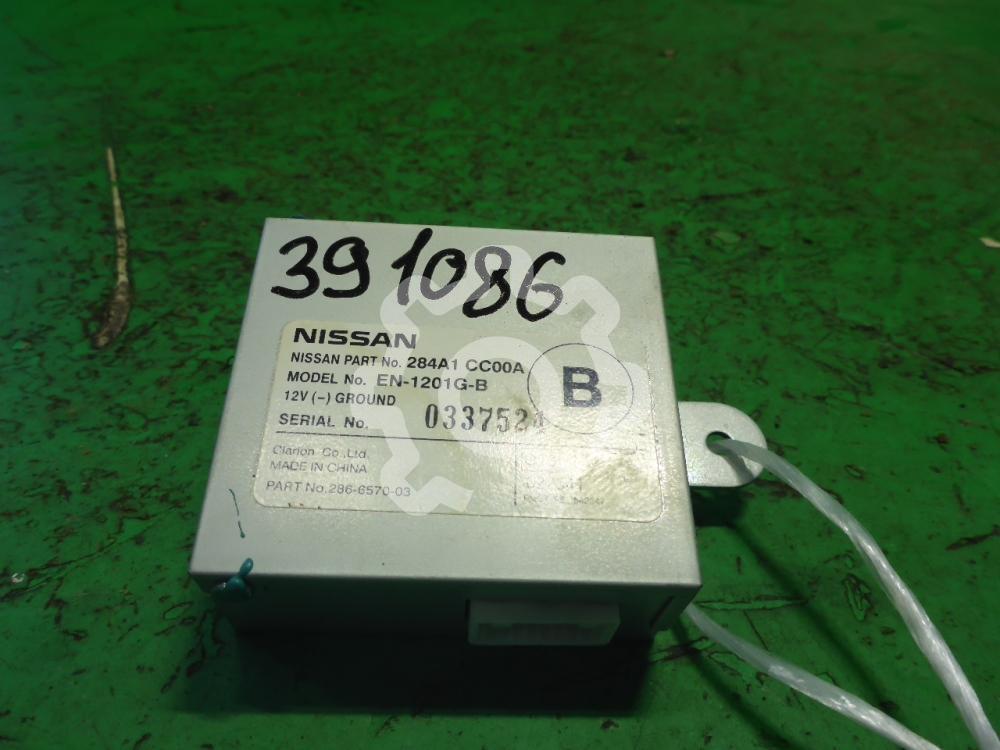 391086
NISSAN
NISSAN PART No. 284A1 CC00A
MODEL No. EN-1201G-B
B
12V (-) GROUND
SERIAL No. 0337524
Clarion Co.,Ltd.
MADE IN CHINA
PART No.286-6570-03